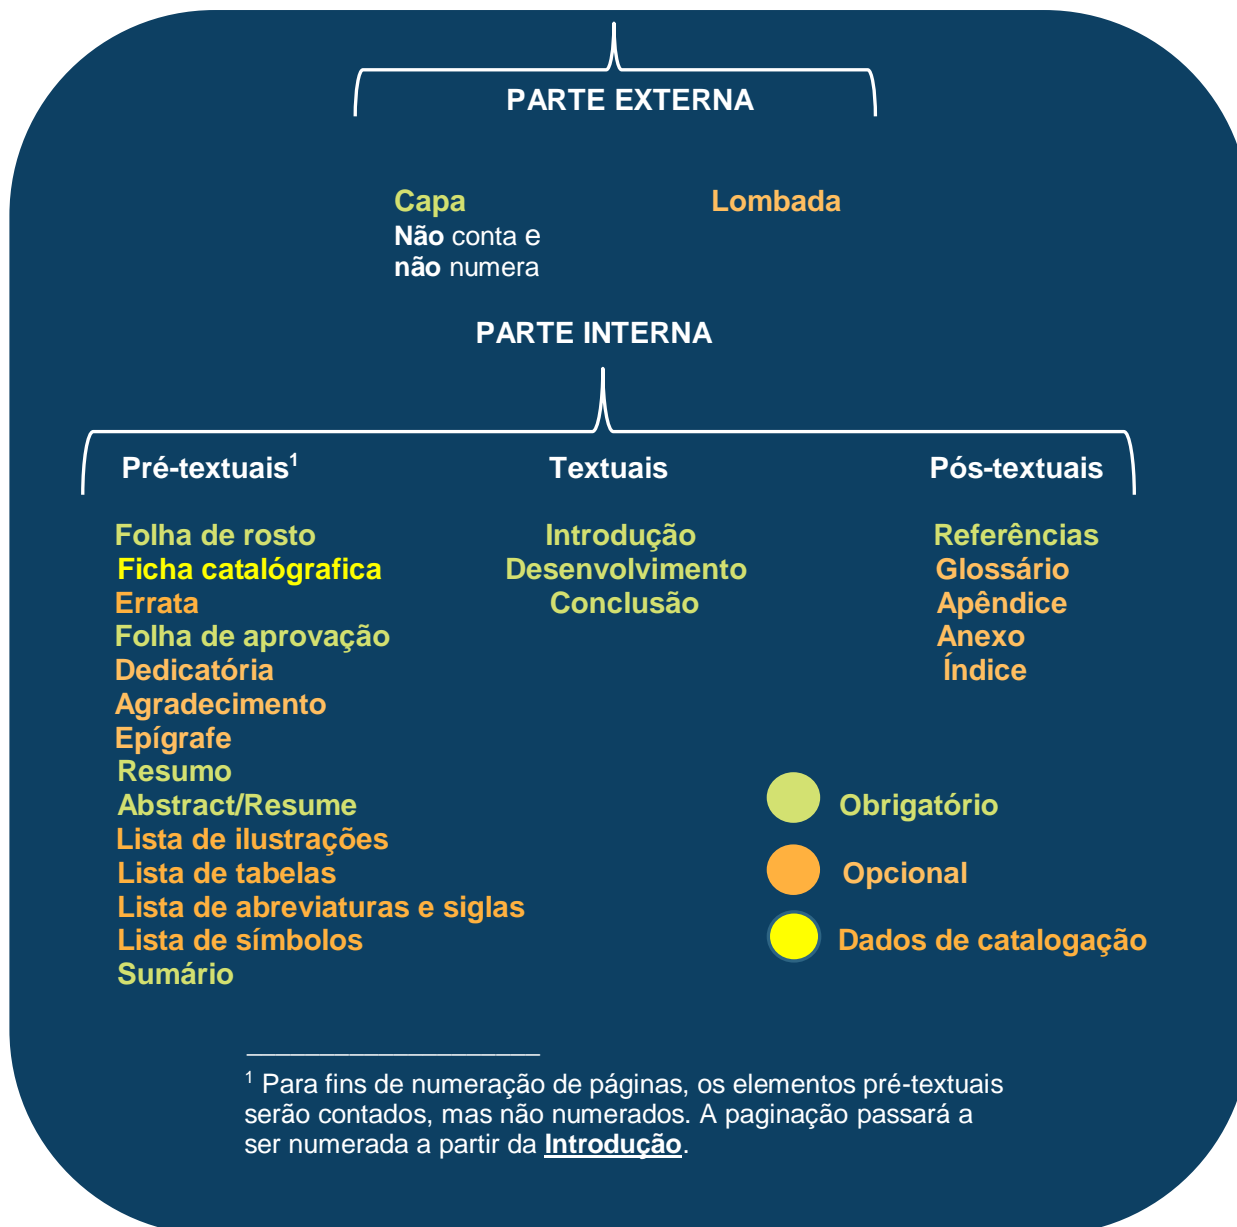 PARTE EXTERNA
Capa
Não conta e
não numera
Lombada
PARTE INTERNA
Pré-textuais¹
Folha de rosto
Ficha catalógrafica
Errata
Folha de aprovação
Dedicatória
Agradecimento
Epígrafe
Resumo
Abstract/Resume
Lista de ilustrações
Lista de tabelas
Lista de abreviaturas e siglas
Lista de símbolos
Sumário
Textuais
Introdução
Desenvolvimento
Conclusão
Pós-textuais
Referências
Glossário
Apêndice
Anexo
Índice
Obrigatório
Opcional
Dados de catalogação
¹ Para fins de numeração de páginas, os elementos pré-textuais
serão contados, mas não numerados. A paginação passará a
ser numerada a partir da Introdução.